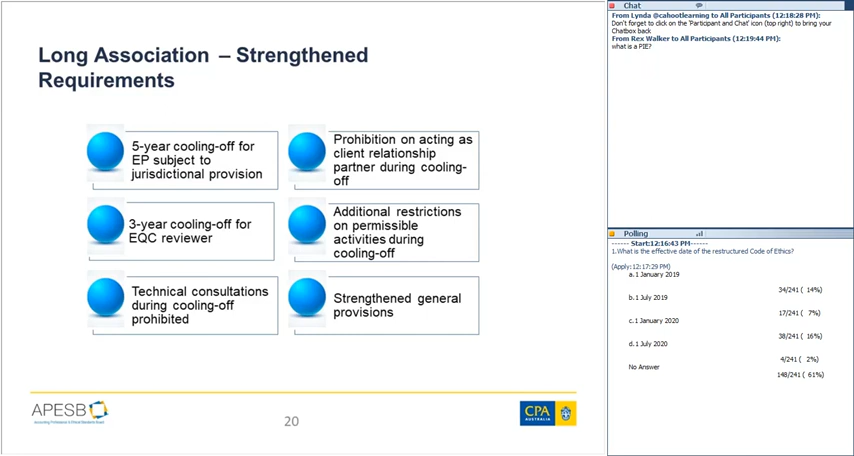 Long Association – Strengthened
Requirements
5-year cooling-off for
EP subject to
jurisdictional provision
Prohibition on acting as
client relationship
partner during cooling-
off
3-year cooling-off for
EQC reviewer
Additional restrictions
on permissible
activities during
cooling-off
Technical consultations
during cooling-off
prohibited
Strengthened general
provisions
APESB
Accounting Professional & Ethical Standards Board
20
CPA
AUSTRALIA
Chat
From Lynda @cahootlearning to All Participants (12:18:28 PM):
Don't forget to click on the 'Participant and Chat' icon (top right) to bring your
Chatbox back
From Rex Walker to All Participants (12:19:44 PM):
what is a PIE?
Polling
------ Start:12:16:43 PM------
1.What is the effective date of the restructured Code of Ethics?
(Apply:12:17:29 PM)
a.1 January 2019
34/241 ( 14%)
b.1 July 2019
17/241 ( 7%)
c.1 January 2020
38/241 ( 16%)
d.1 July 2020
4/241 ( 2%)
No Answer
148/241 ( 61%)